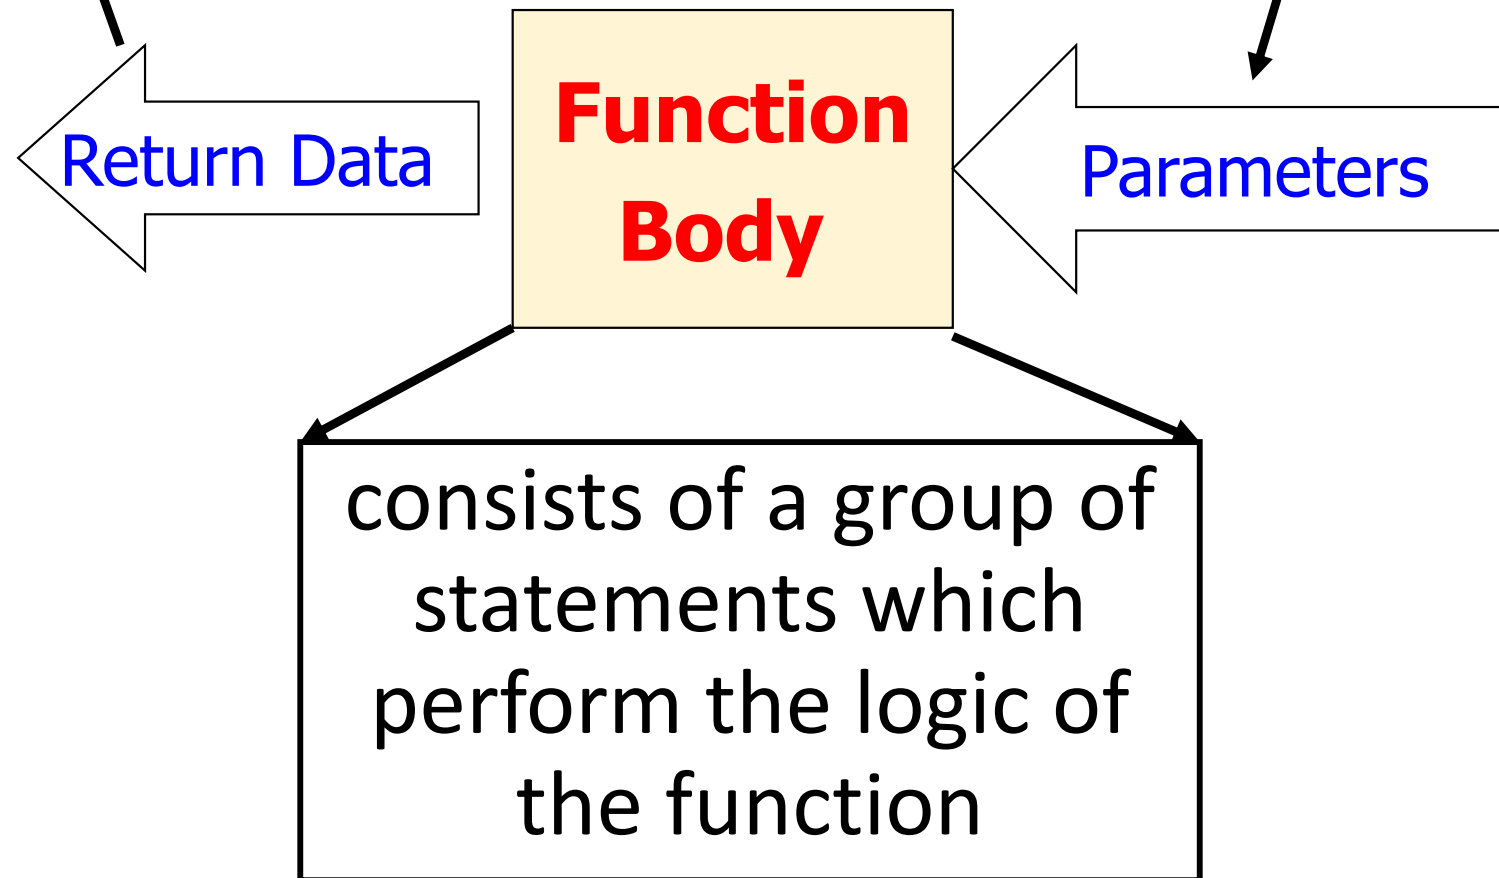 Return Data
Function
Body
Parameters
consists of a group of
statements which
perform the logic of
the function